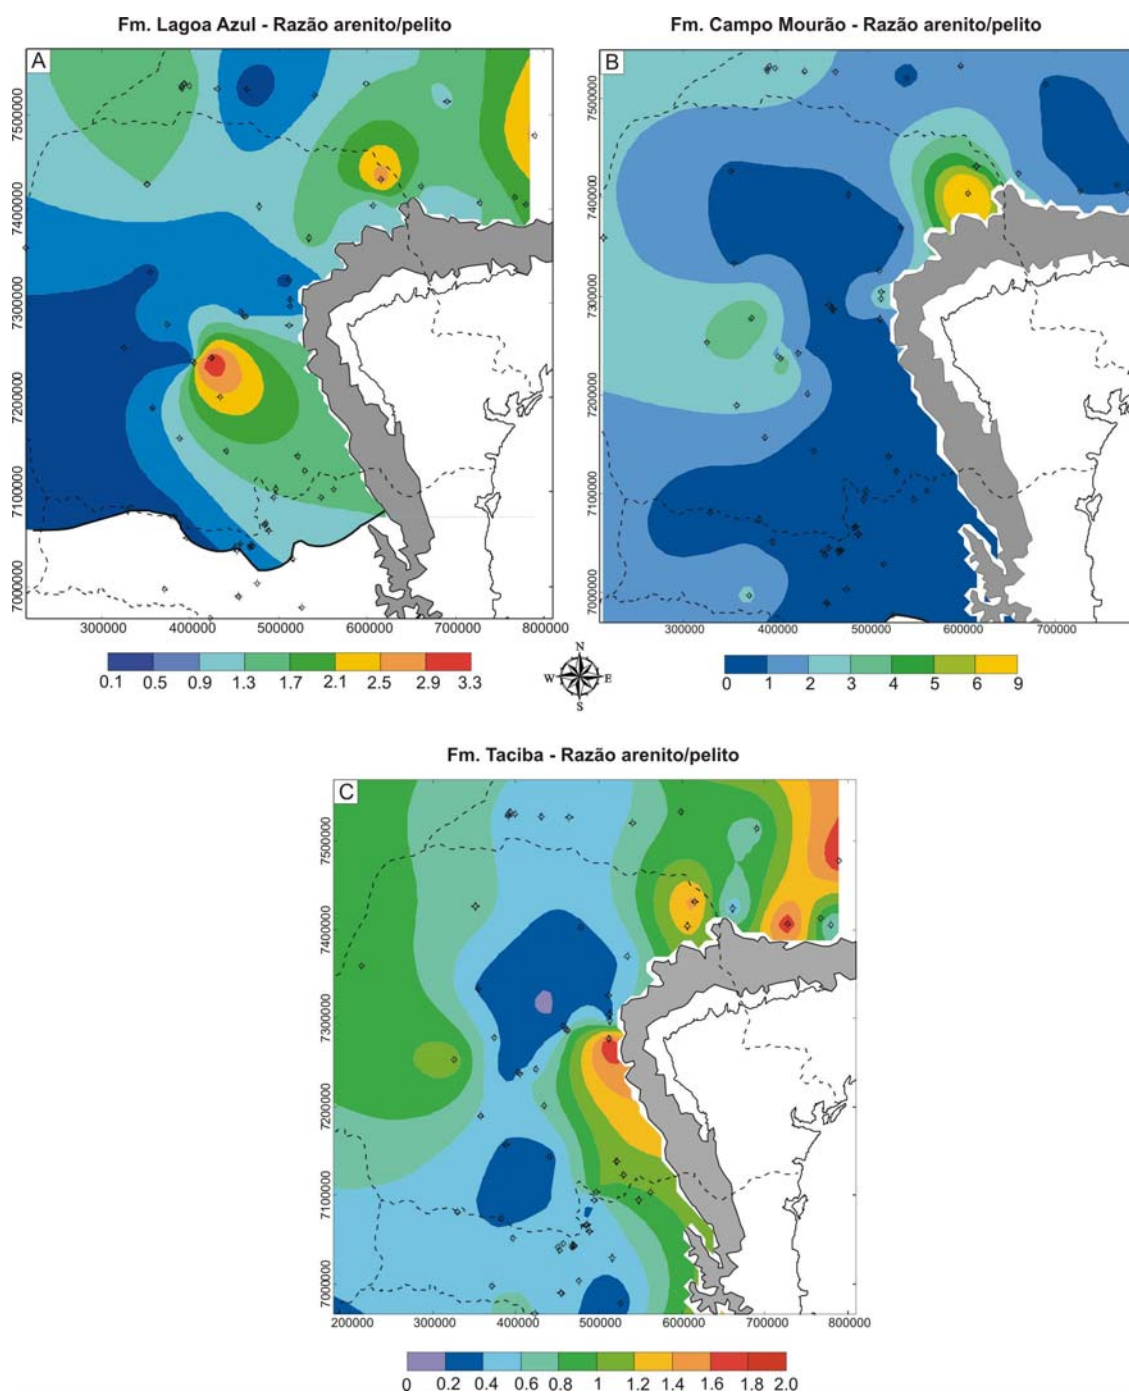 Fm. Lagoa Azul - Razão arenito/pelito
A
7500000
7400000
7300000
7200000
7100000
7000000
300000 400000 500000 600000 700000 800000
0.1 0.5 0.9 1.3 1.7 2.1 2.5 2.9 3.3
Fm. Campo Mourão - Razão arenito/pelito
B
7500000
7400000
7300000
7200000
7100000
7000000
300000 400000 500000 600000 700000
0 1 2 3 4 5 6 9
N
W E
S
Fm. Taciba - Razão arenito/pelito
C
7500000
7400000
7300000
7200000
7100000
7000000
200000 300000 400000 500000 600000 700000 800000
0 0.2 0.4 0.6 0.8 1 1.2 1.4 1.6 1.8 2.0